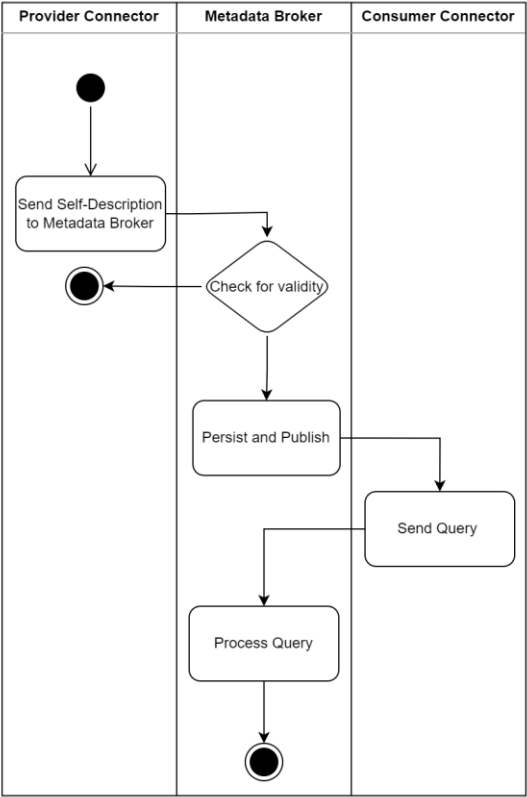 Provider Connector
Metadata Broker
Consumer Connector
Send Self-Description
to Metadata Broker
Check for validity
Persist and Publish
Send Query
Process Query